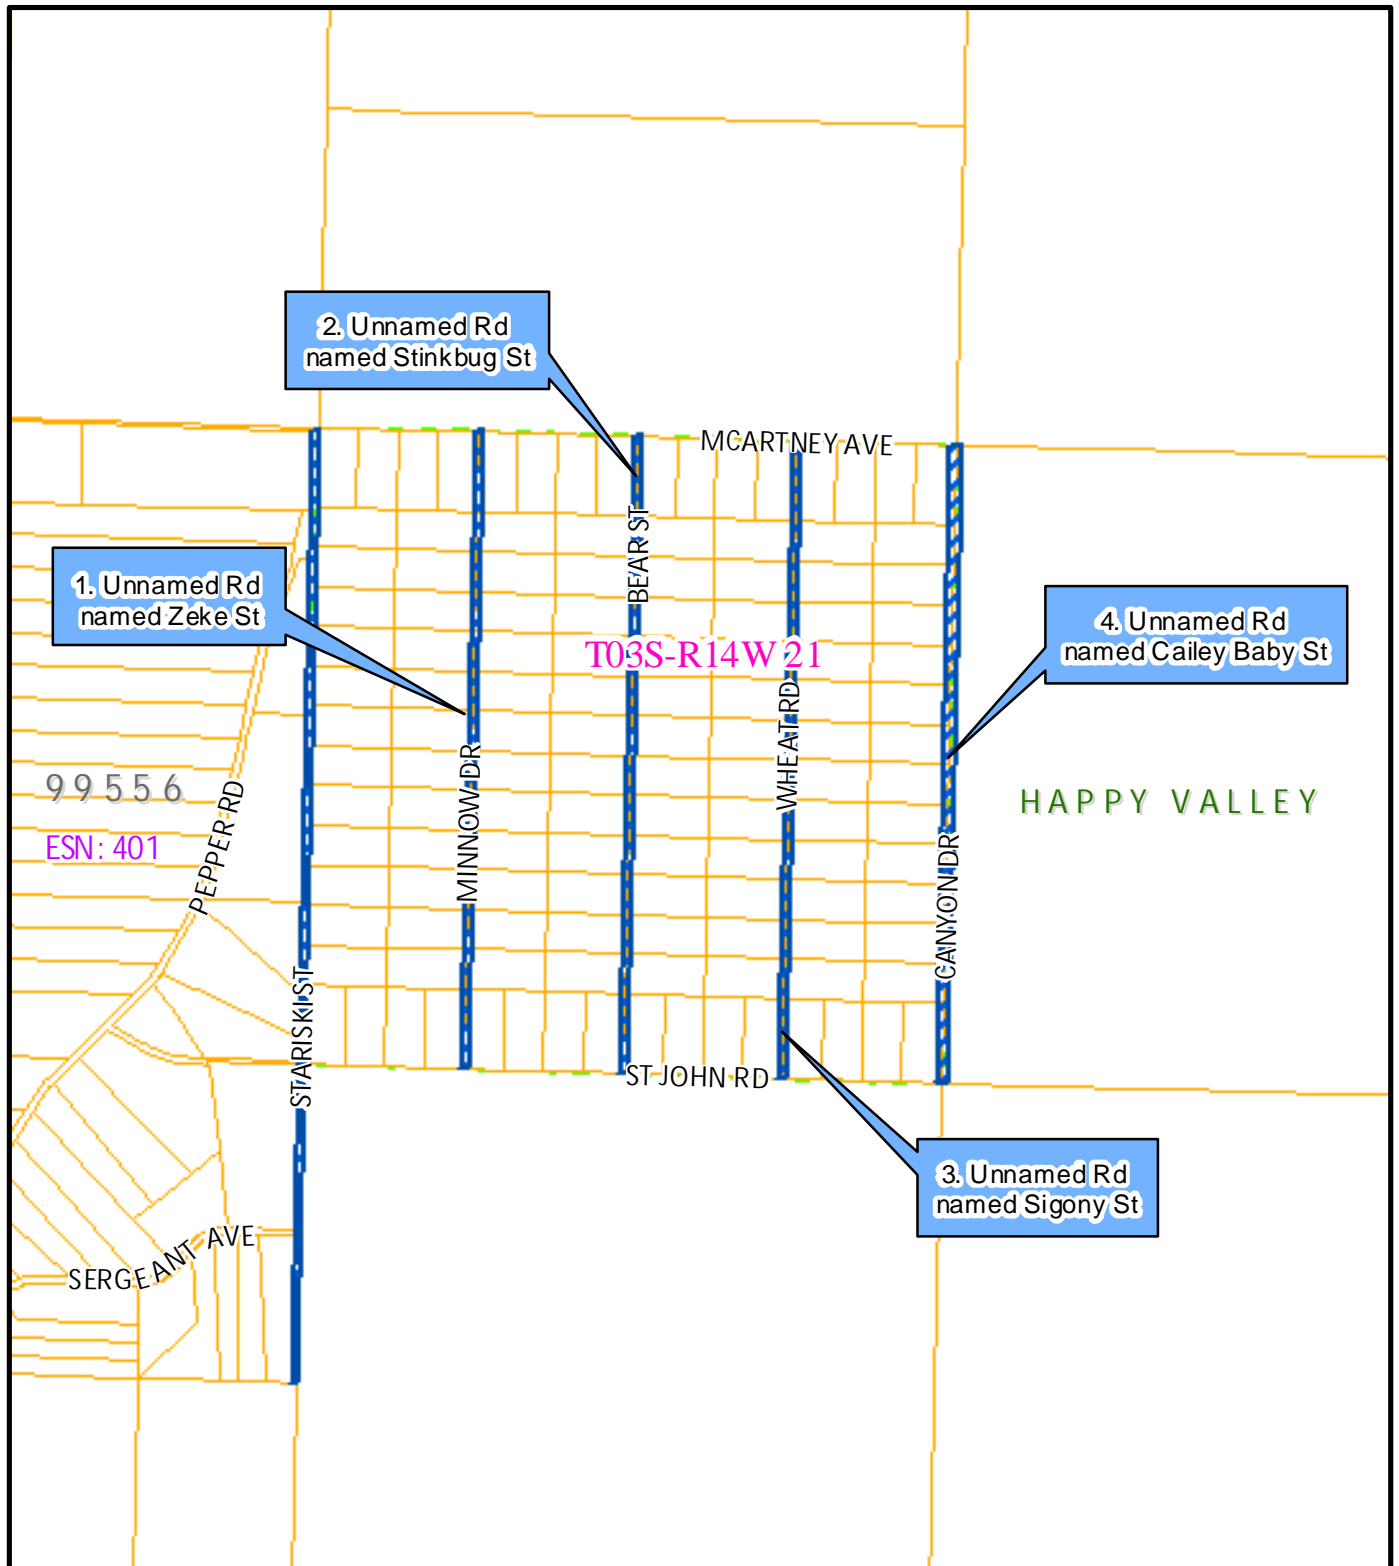 2. Unnamed Rd
named Stinkbug St
MCARTNEY AVE
BEAR ST
1. Unnamed Rd
named Zeke St
4. Unnamed Rd
named Cailey Baby St
T03S-R14W 21
WHEAT RD
MINNOW DR
99556
HAPPY VALLEY
ESN: 401
PEPPER RD
CANYON DR
STARISKI ST
ST JOHN RD
3. Unnamed Rd
named Sigony St
SERGEANT AVE